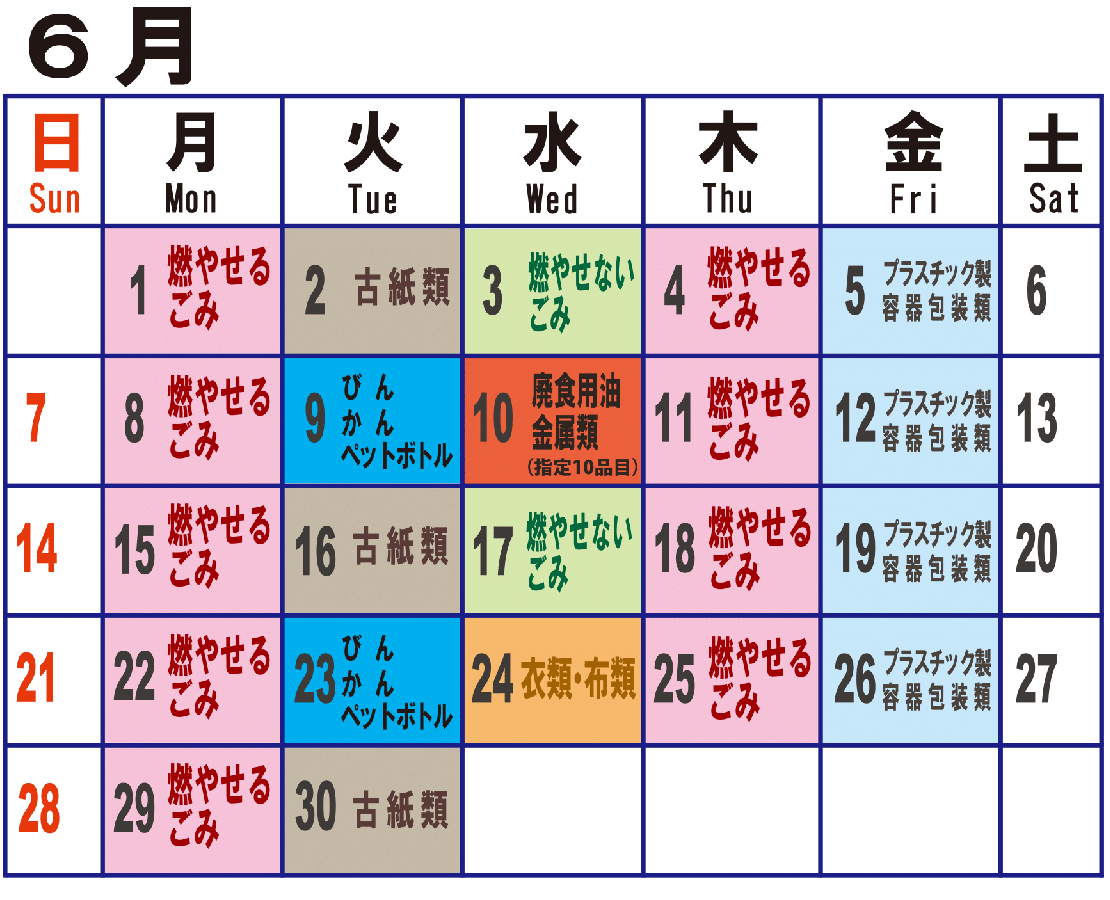 6月
日 月 火 水 木 金 土
Sun Mon Tue Wed Thu Fri Sat
1 燃やせる
ごみ
2 古紙類
3 燃やせない
ごみ
4 燃やせる
ごみ
5 プラスチック製
容器包装類
6
7
8 燃やせる
ごみ
9 びん
かん
ペットボトル
10 廃食用油
金属類
(指定10品目)
11 燃やせる
ごみ
12 プラスチック製
容器包装類
13
14
15 燃やせる
ごみ
16 古紙類
17 燃やせない
ごみ
18 燃やせる
ごみ
19 プラスチック製
容器包装類
20
21
22 燃やせる
ごみ
23 びん
かん
ペットボトル
24 衣類・布類
25 燃やせる
ごみ
26 プラスチック製
容器包装類
27
28
29 燃やせる
ごみ
30 古紙類